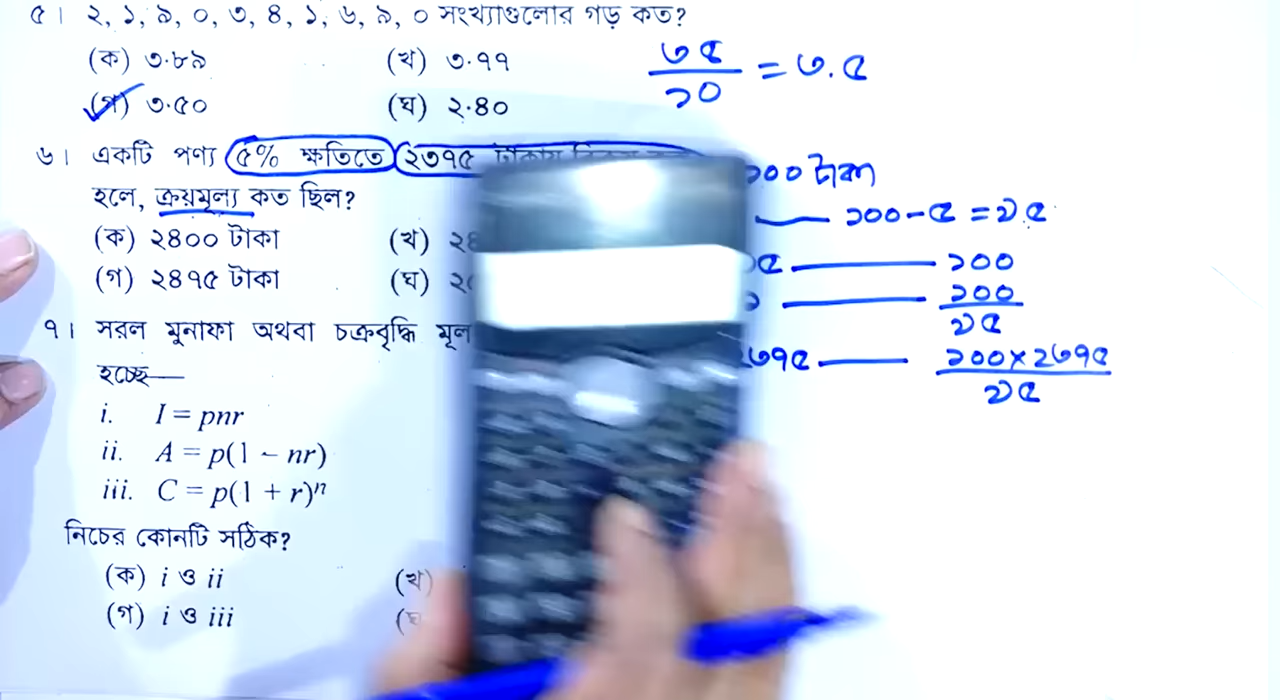 ৫। ২, ১, ৯, ০, ৩, ৪, ১, ৬, ৯, ০ সংখ্যাগুলোর গড় কত?
(ক) ৩.৮৯ (খ) ৩.৭৭
(গ) ৩.৫০ (ঘ) ২.৪০
৩৫/১০ = ৩.৫
৬। একটি পণ্য ৫% ক্ষতিতে ২৩৭৫ টাকায়
হলে, ক্রয়মূল্য কত ছিল?
(ক) ২৪০০ টাকা (খ)
(গ) ২৪৭৫ টাকা (ঘ)
টাকা
১০০-৫ = ৯৫
১০০
১০০/৯৫
২৩৭৫ ১০০×২৩৭৫/৯৫
৭। সরল মুনাফা অথবা চক্রবৃদ্ধি
হচ্ছে—
i. I = pnr
ii. A = p(1 – nr)
iii. C = p(1 + r)ⁿ
নিচের কোনটি সঠিক?
(ক) i ও ii (খ)
(গ) i ও iii